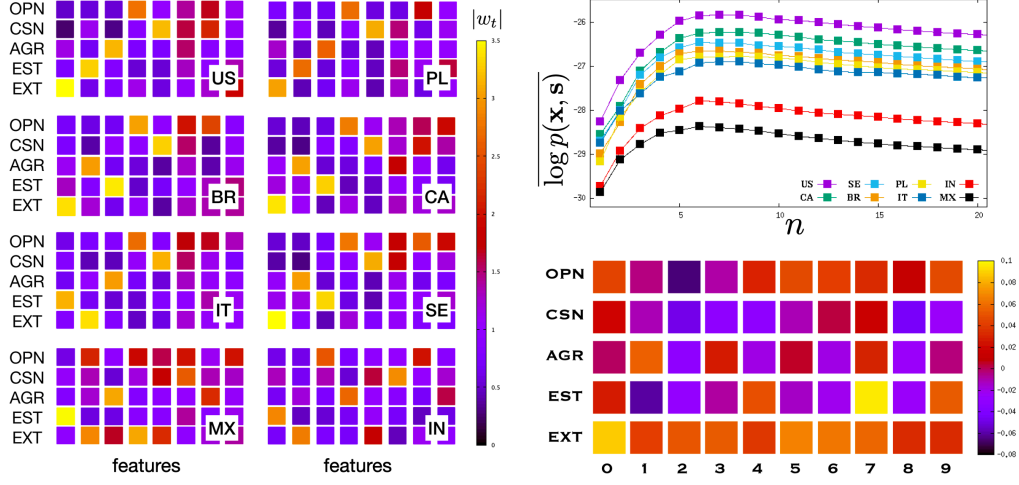 OPN
CSN
AGR
EST
EXT
US
PL
|w_t|
3.5
3
2.5
2
1.5
1
0.5
0
OPN
CSN
AGR
EST
EXT
BR
CA
OPN
CSN
AGR
EST
EXT
IT
SE
OPN
CSN
AGR
EST
EXT
MX
IN
features
features
log p(x, s)
-26
-27
-28
-29
-30
US SE PL IN
CA BR IT MX
5 10 15 20
n
OPN
CSN
AGR
EST
EXT
0 1 2 3 4 5 6 7 8 9
0,1
0,08
0,06
0,04
0,02
0
-0,02
-0,04
-0,06
-0,08